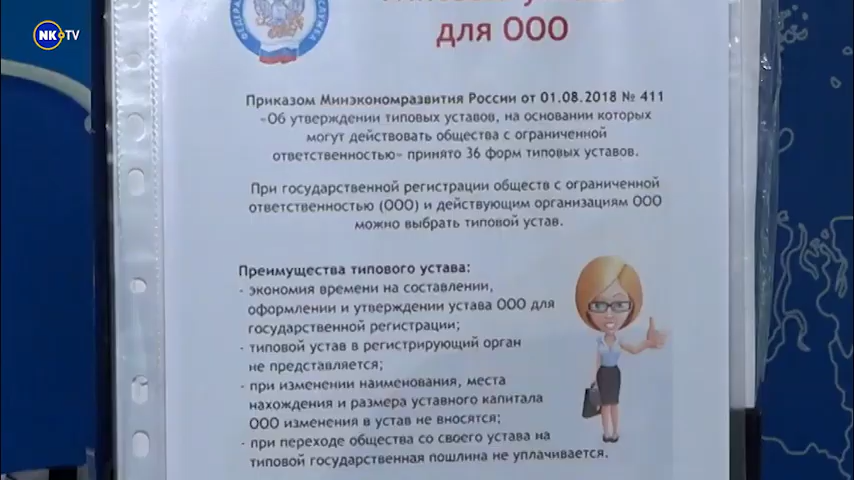 NK TV
для ООО
Приказом Минэкономразвития России от 01.08.2018 № 411
«Об утверждении типовых уставов, на основании которых
могут действовать общества с ограниченной
ответственностью» принято 36 форм типовых уставов.
При государственной регистрации обществ с ограниченной
ответственностью (ООО) и действующим организациям ООО
можно выбрать типовой устав.
Преимущества типового устава:
- экономия времени на составлении,
оформлении и утверждении устава ООО для
государственной регистрации;
- типовой устав в регистрирующий орган
не представляется;
- при изменении наименования, места
нахождения и размера уставного капитала
ООО изменения в устав не вносятся;
- при переходе общества со своего устава на
типовой государственная пошлина не уплачивается.